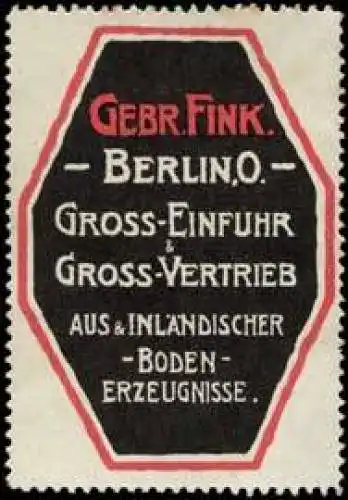 GEBR. FINK.
- BERLIN, O. -
GROSS-EINFUHR
&
GROSS-VERTRIEB
AUS & INLÄNDISCHER
- BODEN -
ERZEUGNISSE.